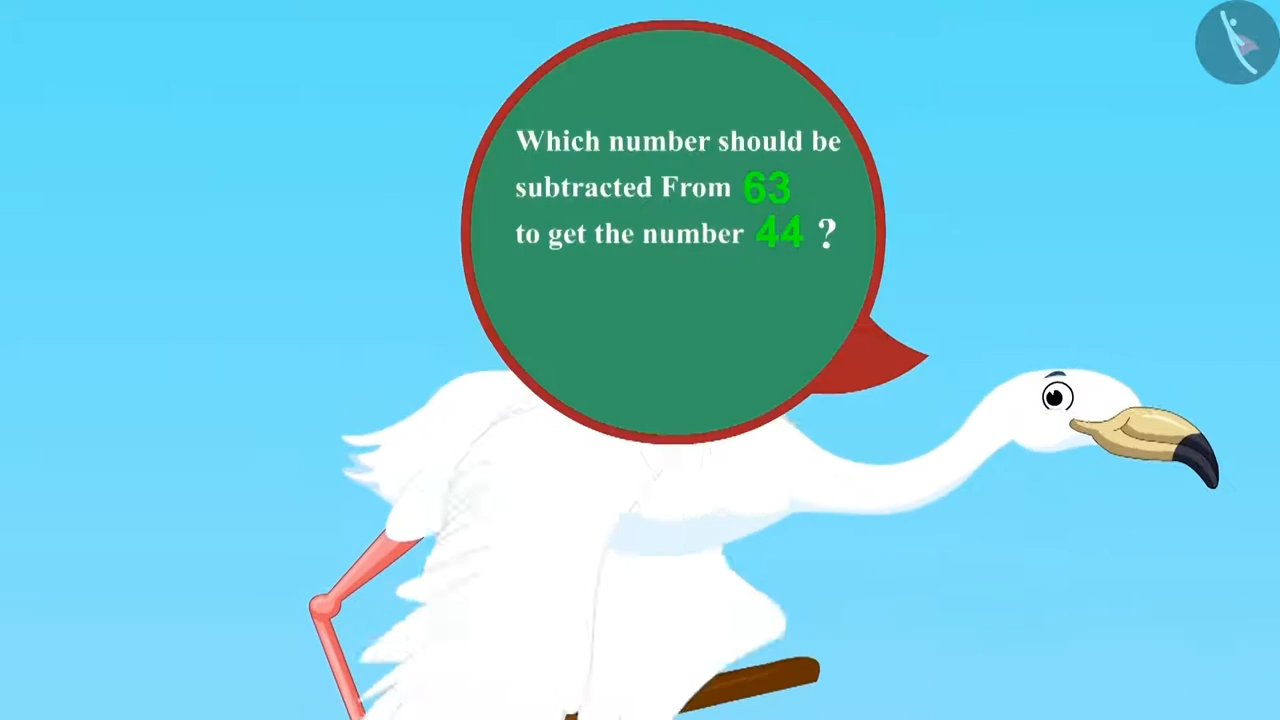 Which number should be
subtracted From 63
to get the number 44 ?